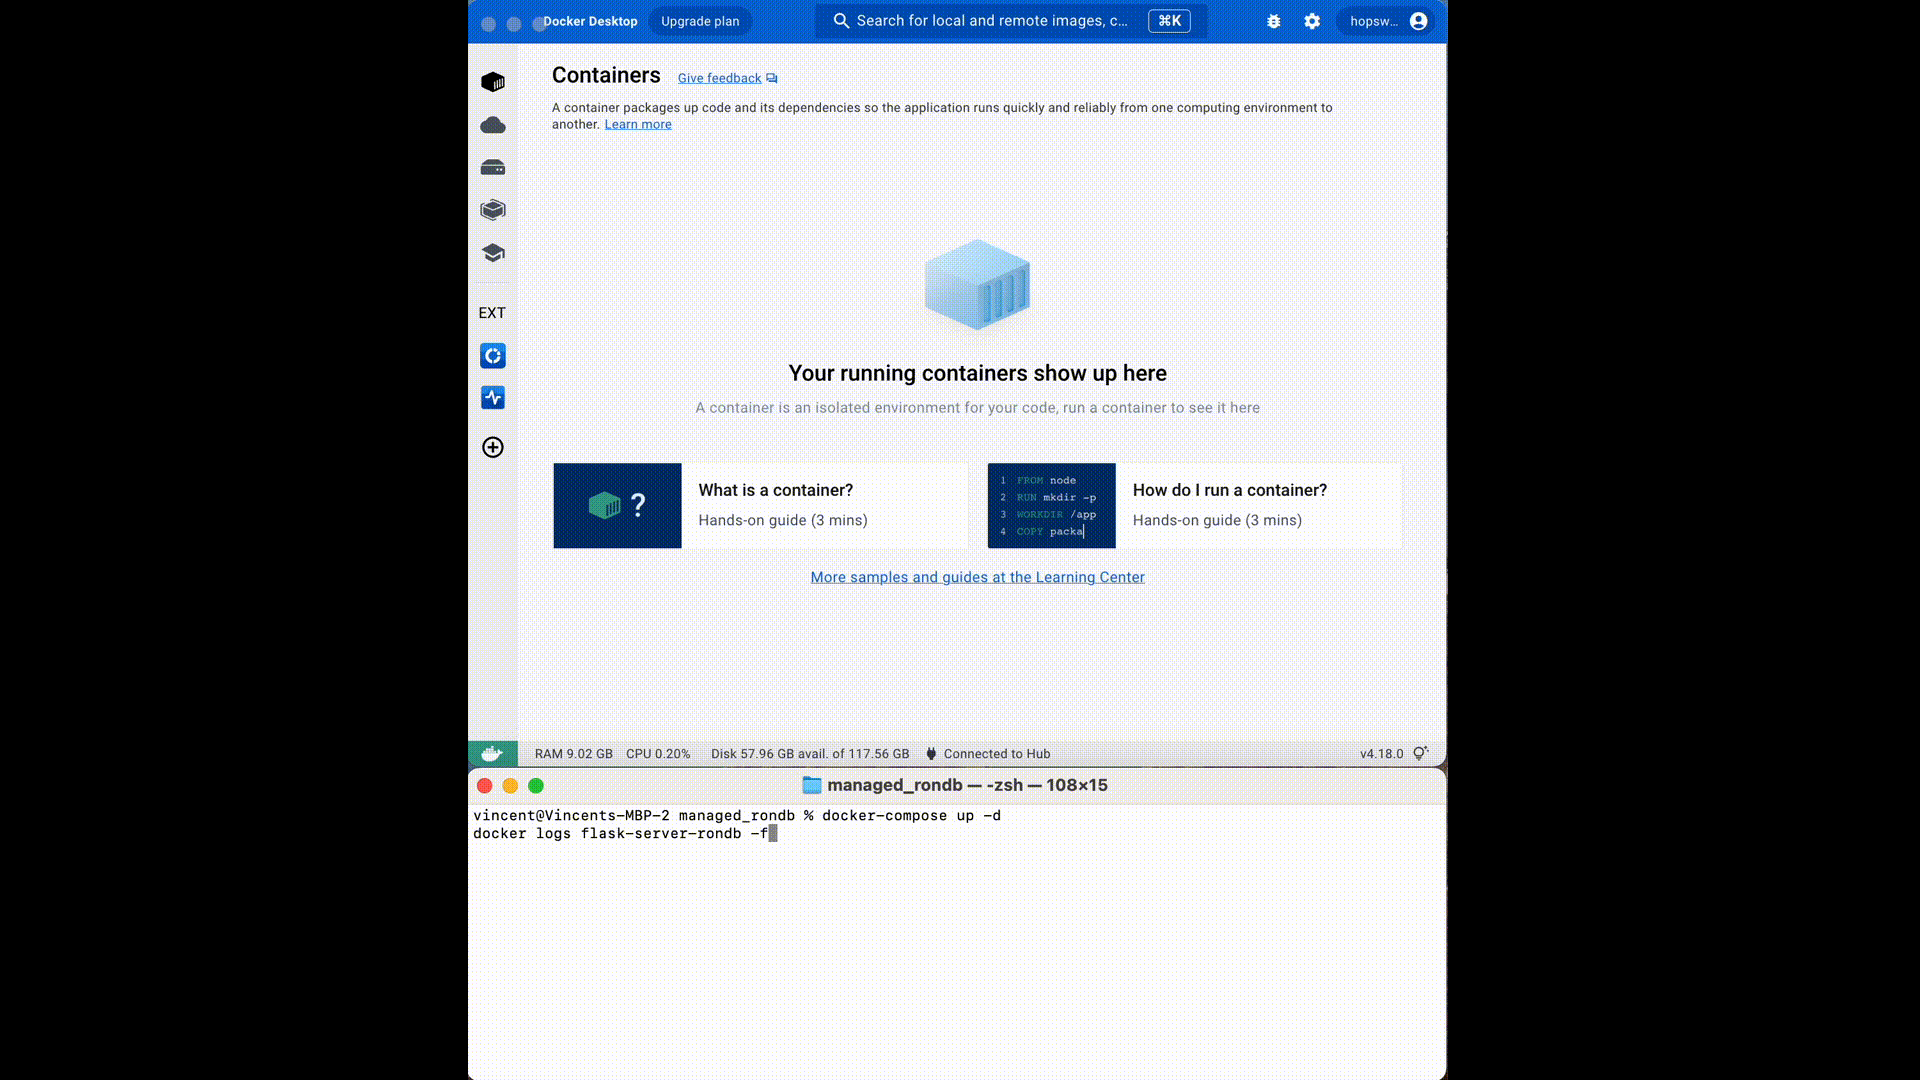 Docker Desktop
Upgrade plan
Search for local and remote images, c...
⌘K
hopsw...
Containers
Give feedback
A container packages up code and its dependencies so the application runs quickly and reliably from one computing environment to
another. Learn more
EXT
Your running containers show up here
A container is an isolated environment for your code, run a container to see it here
?
What is a container?
Hands-on guide (3 mins)
1 FROM node
2 RUN mkdir -p
3 WORKDIR /app
4 COPY packa
How do I run a container?
Hands-on guide (3 mins)
More samples and guides at the Learning Center
RAM 9.02 GB CPU 0.20% Disk 57.96 GB avail. of 117.56 GB Connected to Hub v4.18.0
managed_rondb — -zsh — 108×15
vincent@Vincents-MBP-2 managed_rondb % docker-compose up -d
docker logs flask-server-rondb -f